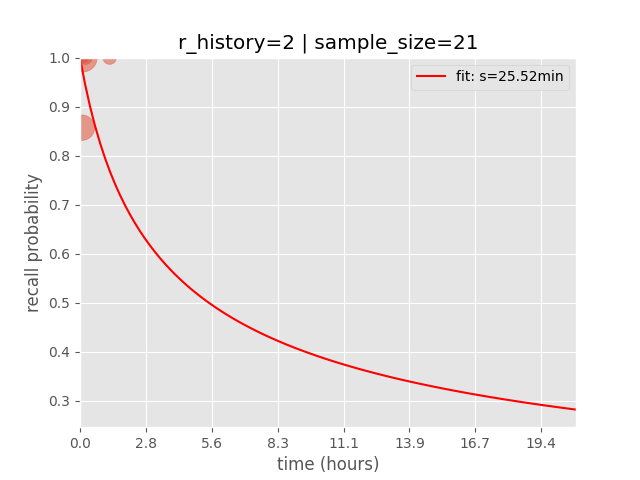 r_history=2 | sample_size=21
fit: s=25.52min
recall probability
1.0
0.9
0.8
0.7
0.6
0.5
0.4
0.3
0.0 2.8 5.6 8.3 11.1 13.9 16.7 19.4
time (hours)